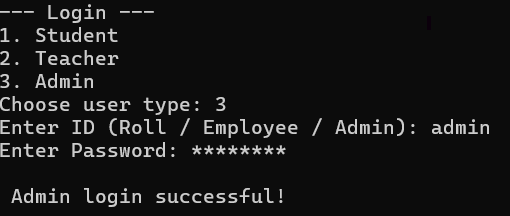 --- Login ---
1. Student
2. Teacher
3. Admin
Choose user type: 3
Enter ID (Roll / Employee / Admin): admin
Enter Password: ********
Admin login successful!